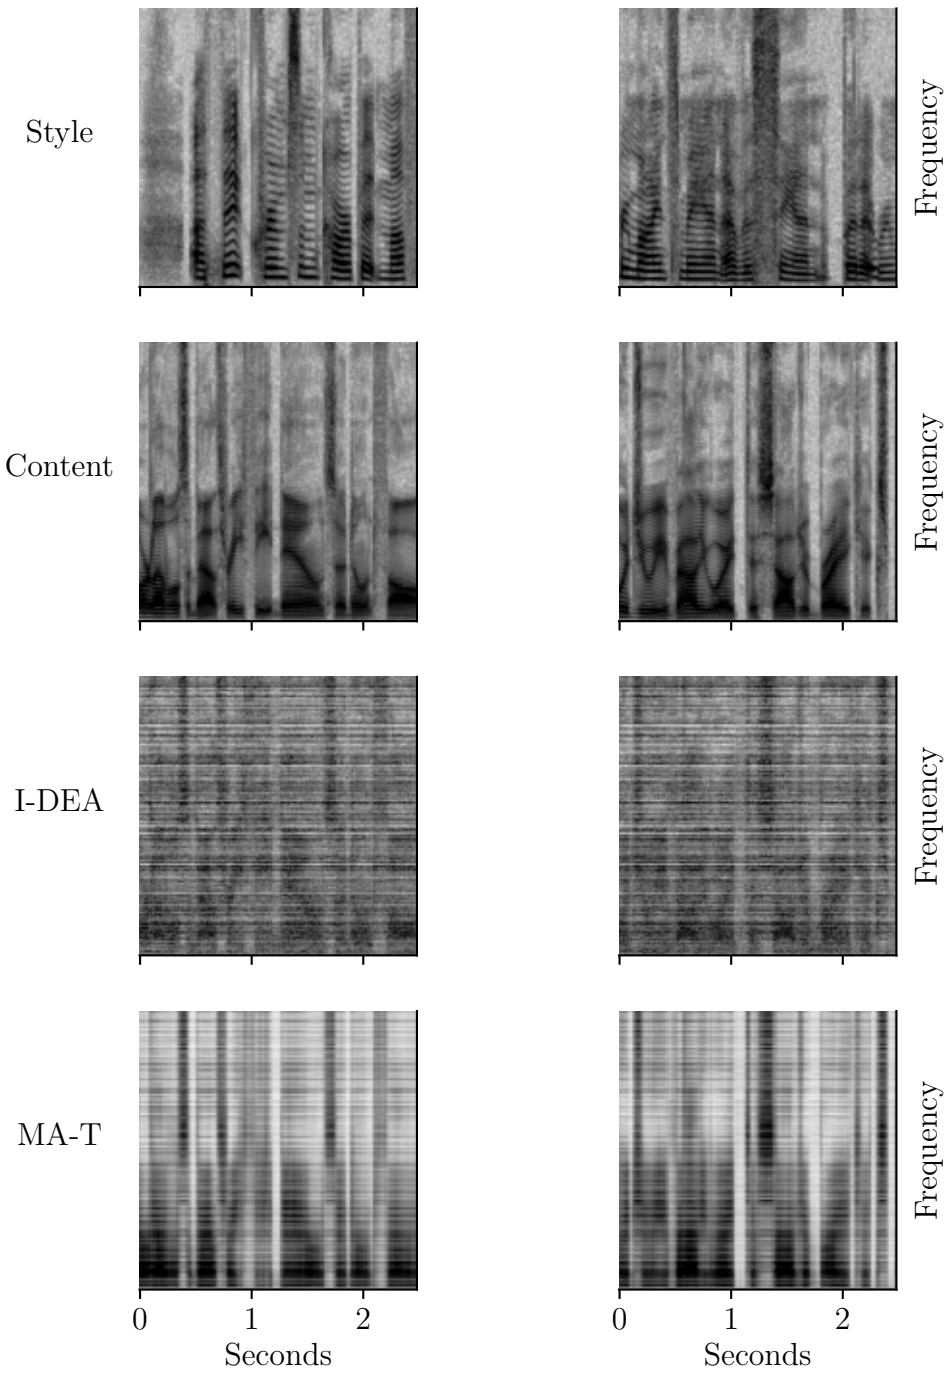 Style
Frequency
Content
Frequency
I-DEA
Frequency
MA-T
Frequency
0 1 2 0 1 2
Seconds Seconds